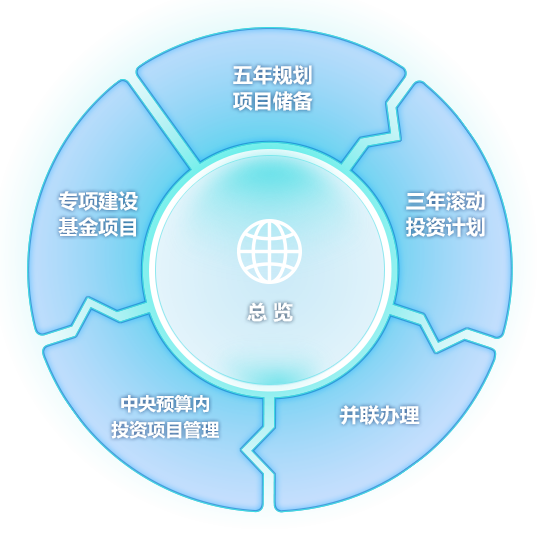 五年规划
项目储备
三年滚动
投资计划
并联办理
中央预算内
投资项目管理
专项建设
基金项目
总 览